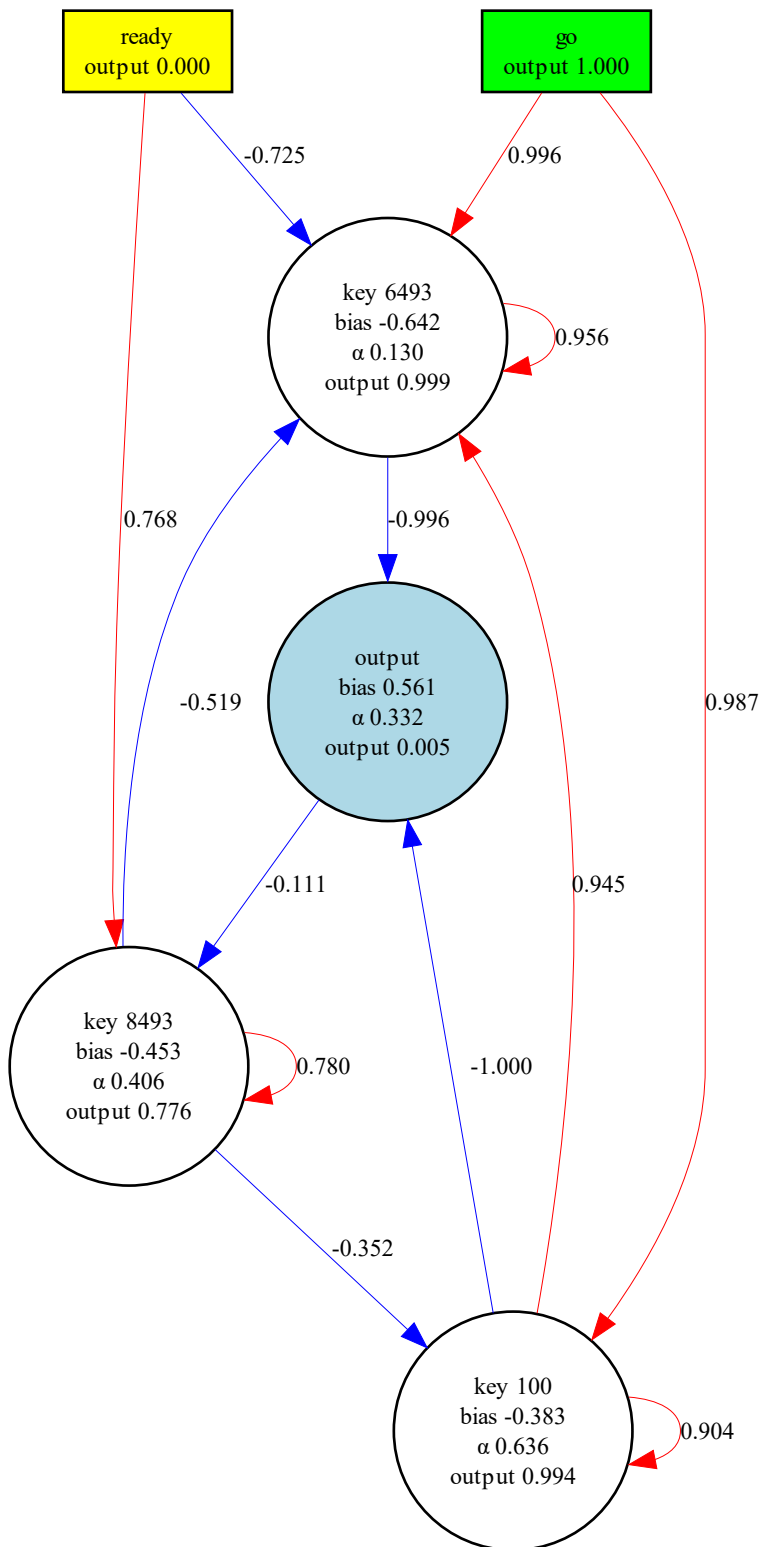 ready
output 0.000
go
output 1.000
-0.725
0.996
key 6493
bias -0.642
α 0.130
output 0.999
0.956
0.768
-0.996
output
bias 0.561
α 0.332
output 0.005
-0.519
0.987
-0.111
0.945
key 8493
bias -0.453
α 0.406
output 0.776
0.780
-1.000
-0.352
key 100
bias -0.383
α 0.636
output 0.994
0.904